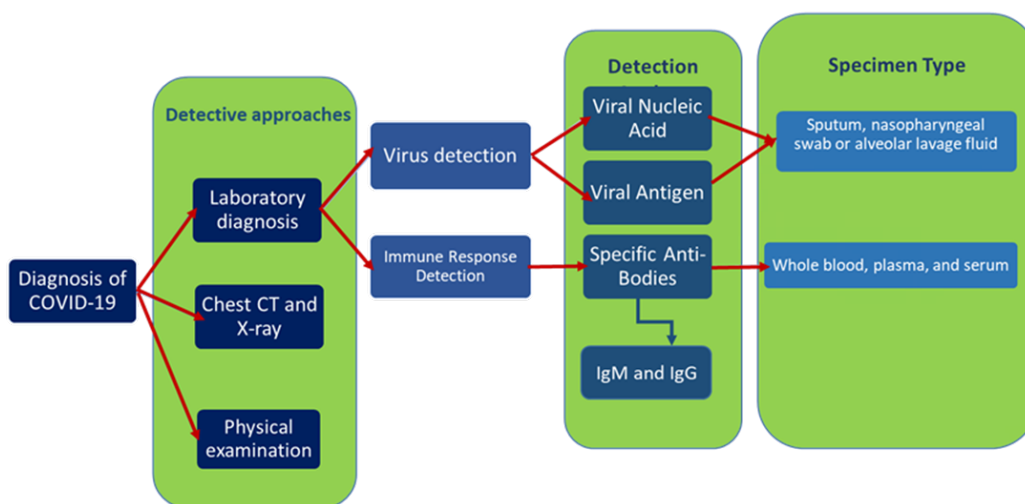 Diagnosis of
COVID-19
Detective approaches
Laboratory
diagnosis
Chest CT and
X-ray
Physical
examination
Virus detection
Immune Response
Detection
Detection
Viral Nucleic
Acid
Viral Antigen
Specific Anti-
Bodies
IgM and IgG
Specimen Type
Sputum, nasopharyngeal
swab or alveolar lavage fluid
Whole blood, plasma, and serum